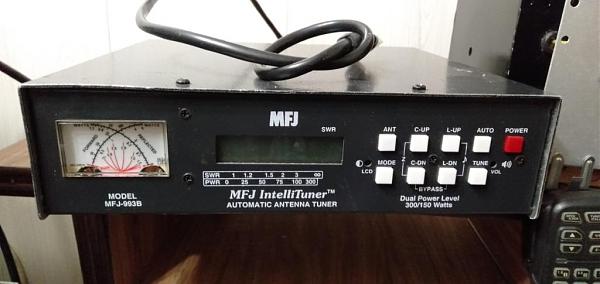 MFJ
SWR
ANT C-UP L-UP AUTO POWER
FORWARD REFLECTED
LCD MODE C-DN L-DN TUNE VOL
BYPASS
SWR 1 1.2 1.5 2 3 ∞
PWR 0 25 50 75 100 300
MODEL
MFJ-993B
MFJ IntelliTuner™
AUTOMATIC ANTENNA TUNER
Dual Power Level
300/150 Watts